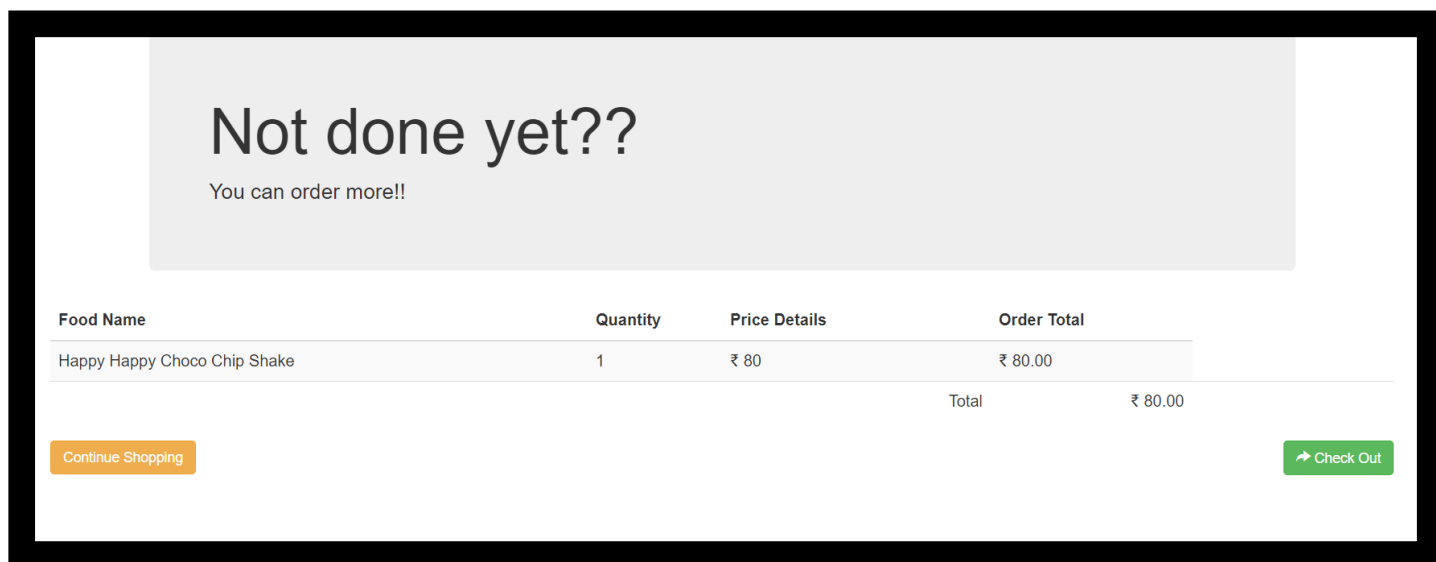 Not done yet??
You can order more!!
Food Name Quantity Price Details Order Total
Happy Happy Choco Chip Shake 1 ₹ 80 ₹ 80.00
Total ₹ 80.00
Continue Shopping Check Out